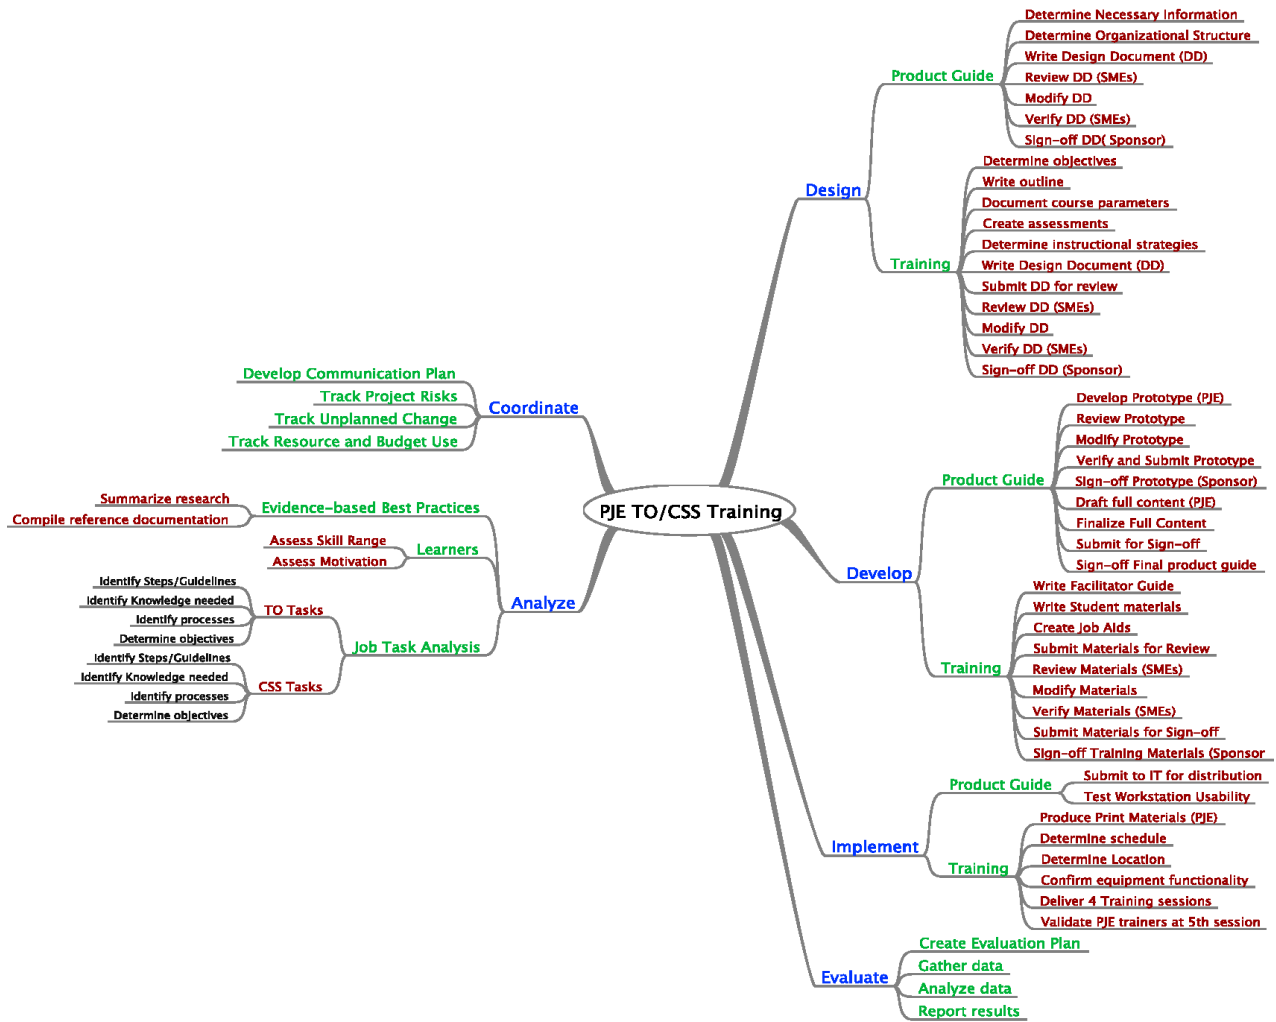 PJE TO/CSS Training
Coordinate
Develop Communication Plan
Track Project Risks
Track Unplanned Change
Track Resource and Budget Use
Analyze
Evidence-based Best Practices
Summarize research
Compile reference documentation
Learners
Assess Skill Range
Assess Motivation
Job Task Analysis
TO Tasks
Identify Steps/Guidelines
Identify Knowledge needed
Identify processes
Determine objectives
CSS Tasks
Identify Steps/Guidelines
Identify Knowledge needed
Identify processes
Determine objectives
Design
Product Guide
Determine Necessary Information
Determine Organizational Structure
Write Design Document (DD)
Review DD (SMEs)
Modify DD
Verify DD (SMEs)
Sign-off DD( Sponsor)
Training
Determine objectives
Write outline
Document course parameters
Create assessments
Determine instructional strategies
Write Design Document (DD)
Submit DD for review
Review DD (SMEs)
Modify DD
Verify DD (SMEs)
Sign-off DD (Sponsor)
Develop
Product Guide
Develop Prototype (PJE)
Review Prototype
Modify Prototype
Verify and Submit Prototype
Sign-off Prototype (Sponsor)
Draft full content (PJE)
Finalize Full Content
Submit for Sign-off
Sign-off Final product guide
Training
Write Facilitator Guide
Write Student materials
Create Job Aids
Submit Materials for Review
Review Materials (SMEs)
Modify Materials
Verify Materials (SMEs)
Submit Materials for Sign-off
Sign-off Training Materials (Sponsor
Implement
Product Guide
Submit to IT for distribution
Test Workstation Usability
Training
Produce Print Materials (PJE)
Determine schedule
Determine Location
Confirm equipment functionality
Deliver 4 Training sessions
Validate PJE trainers at 5th session
Evaluate
Create Evaluation Plan
Gather data
Analyze data
Report results